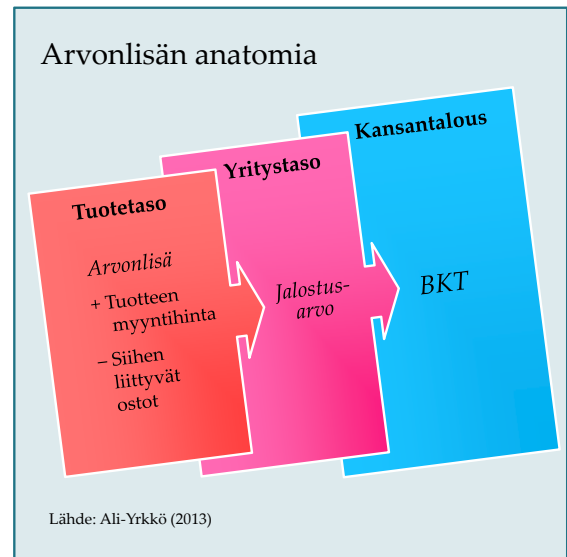 Arvonlisän anatomia
Tuotetaso
Arvonlisä
+ Tuotteen
myyntihinta
– Siihen
liittyvät
ostot
Yritystaso
Jalostus-
arvo
Kansantalous
BKT
Lähde: Ali-Yrkkö (2013)